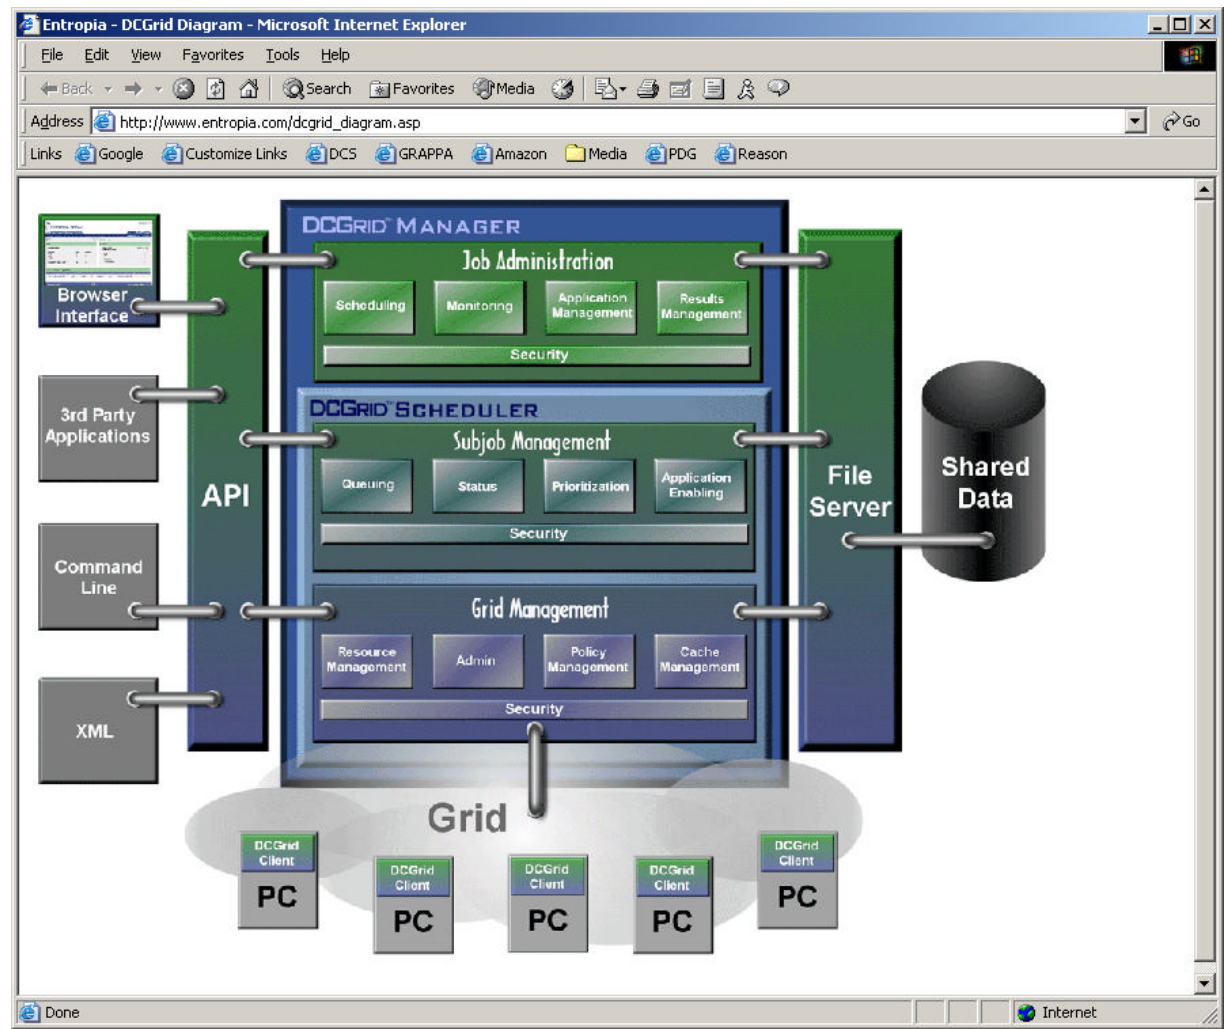 Entropia - DCGrid Diagram - Microsoft Internet Explorer
File Edit View Favorites Tools Help
Back Search Favorites Media
Address http://www.entropia.com/dcgrid_diagram.asp Go
Links Google Customize Links DCS GRAPPA Amazon Media PDG Reason
DCGRID™ MANAGER
Job Administration
Scheduling
Monitoring
Application
Management
Results
Management
Security
DCGRID™ SCHEDULER
Subjob Management
Queuing
Status
Prioritization
Application
Enabling
Security
Grid Management
Resource
Management
Admin
Policy
Management
Cache
Management
Security
Browser
Interface
3rd Party
Applications
Command
Line
XML
API
File
Server
Shared
Data
Grid
DCGrid
Client
PC
DCGrid
Client
PC
DCGrid
Client
PC
DCGrid
Client
PC
DCGrid
Client
PC
Done
Internet